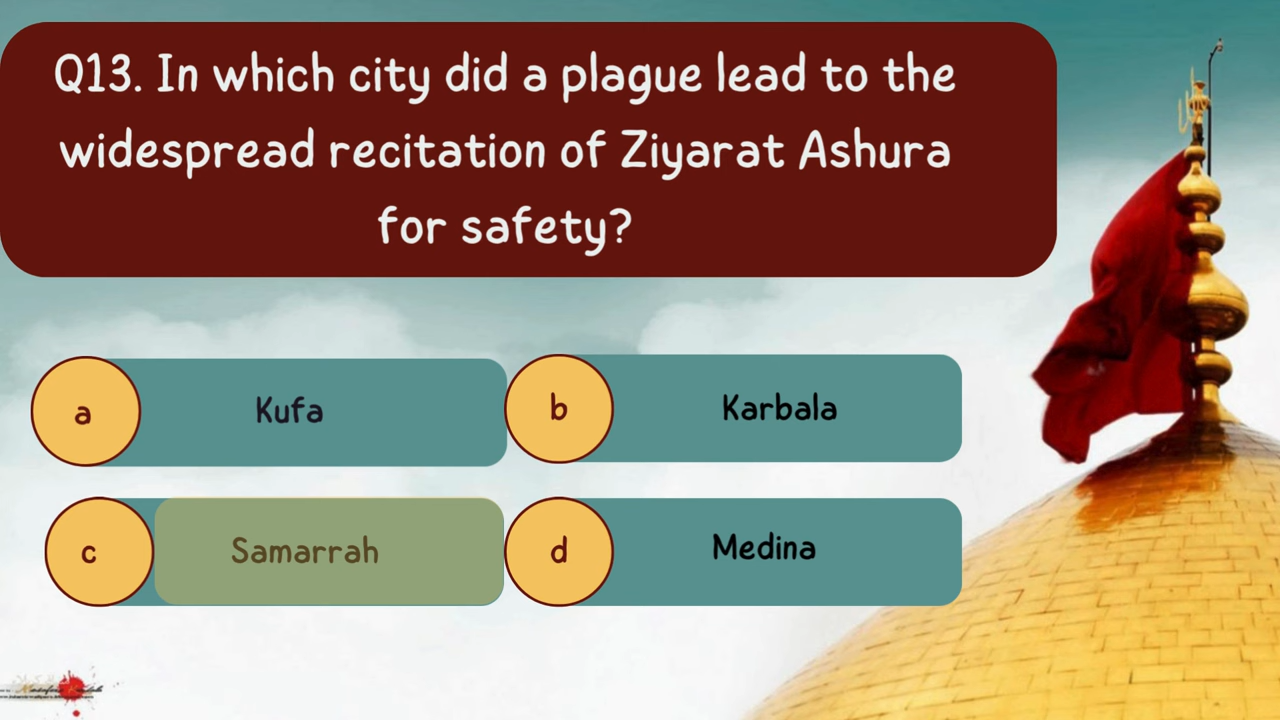 Q13. In which city did a plague lead to the
widespread recitation of Ziyarat Ashura
for safety?
a Kufa
b Karbala
c Samarrah
d Medina